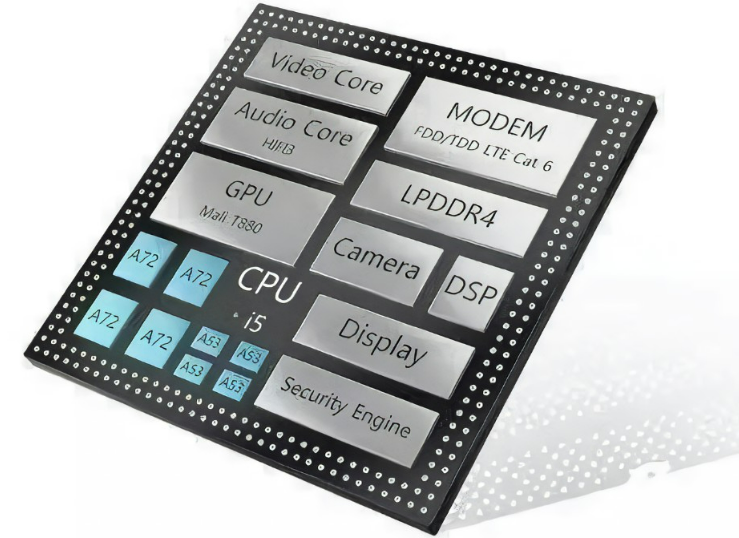 Video Core
MODEM
FDD/TDD LTE Cat 6
Audio Core
HiFi3
GPU
Mali T880
LPDDR4
Camera
DSP
A72
A72
CPU
i5
A72
A72
A53
A53
A53
A53
Display
Security Engine